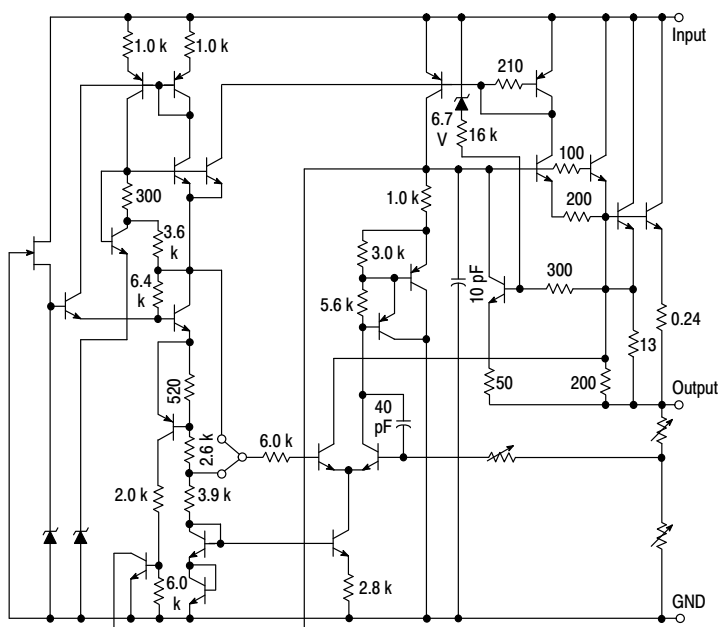 Input
1.0 k
1.0 k
210
6.7
V
16 k
100
300
1.0 k
200
3.6
k
3.0 k
6.4
k
10 pF
300
5.6 k
0.24
13
520
50
200
Output
40
pF
2.6 k
6.0 k
2.0 k
3.9 k
6.0
k
2.8 k
GND